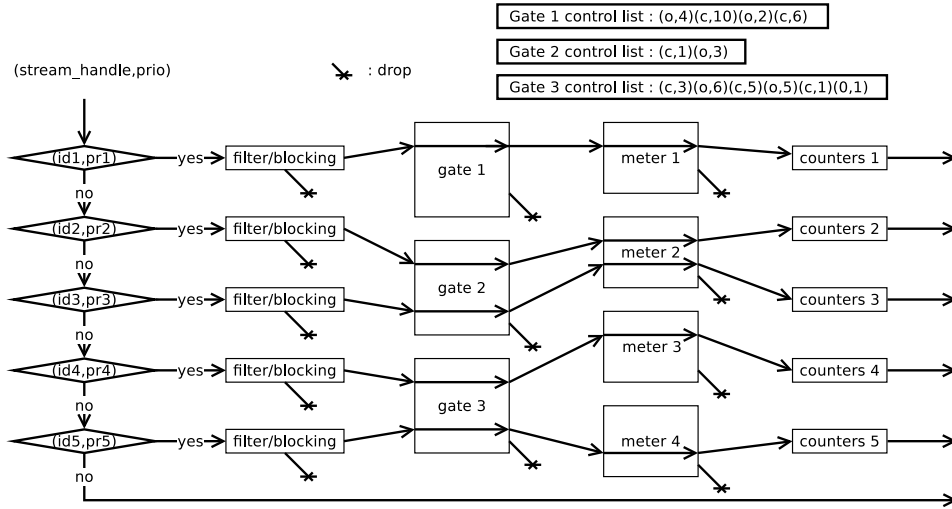 Gate 1 control list : (o,4)(c,10)(o,2)(c,6)
Gate 2 control list : (c,1)(o,3)
(stream_handle,prio)
: drop
Gate 3 control list : (c,3)(o,6)(c,5)(o,5)(c,1)(0,1)
(id1,pr1) yes filter/blocking gate 1 meter 1 counters 1
no
(id2,pr2) yes filter/blocking meter 2 counters 2
no
gate 2
(id3,pr3) yes filter/blocking counters 3
no
meter 3
(id4,pr4) yes filter/blocking counters 4
no
gate 3
(id5,pr5) yes filter/blocking meter 4 counters 5
no